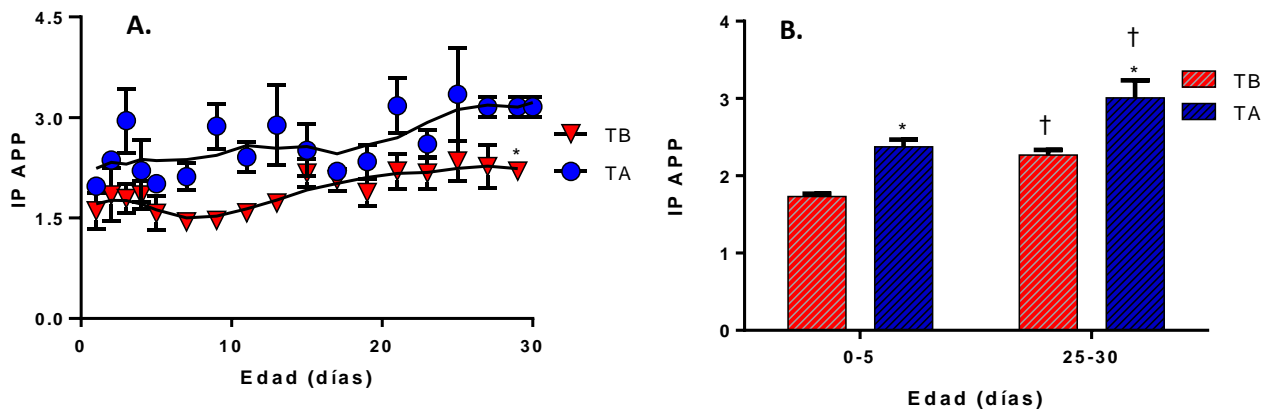 A.
IP APP
4.5
3.0
1.5
0.0
0
10
20
30
Edad (días)
*
TB
TA
B.
IP APP
4
3
2
1
0
*
†
†
*
0-5
25-30
Edad (días)
TB
TA